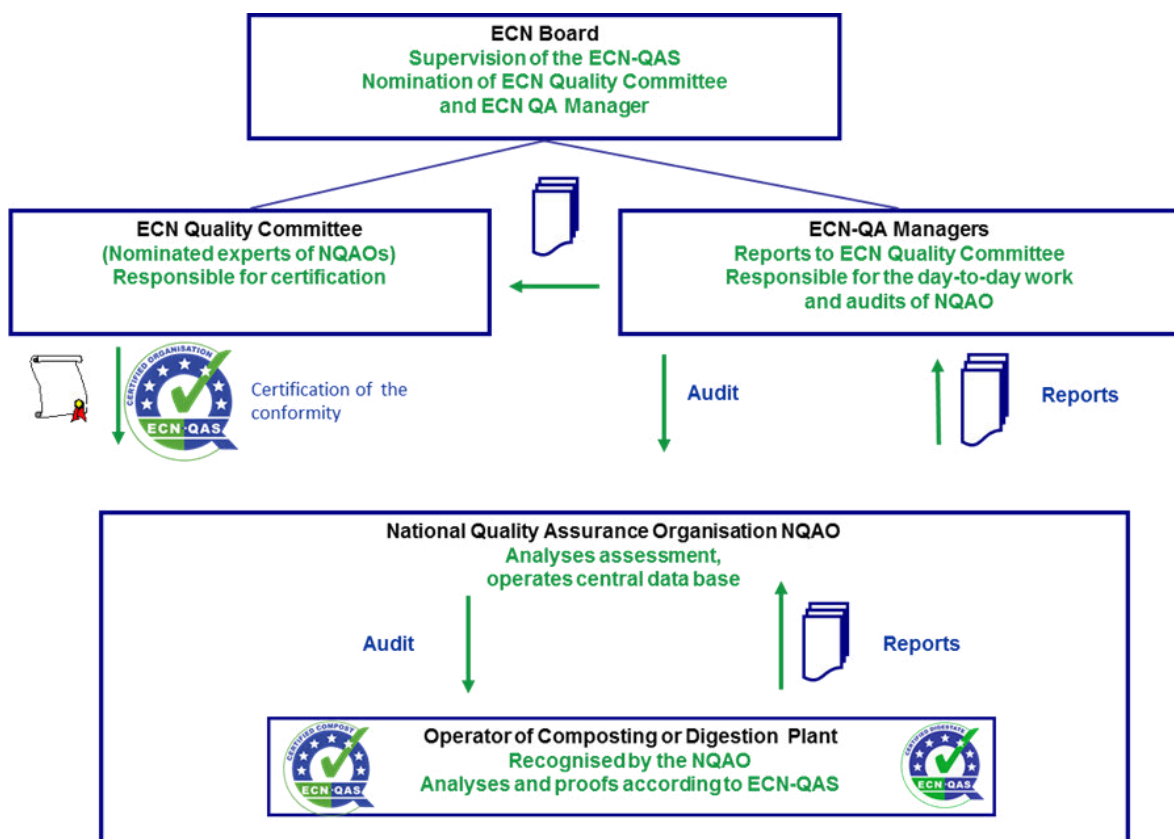 ECN Board
Supervision of the ECN-QAS
Nomination of ECN Quality Committee
and ECN QA Manager
ECN Quality Committee
(Nominated experts of NQAOs)
Responsible for certification
ECN-QA Managers
Reports to ECN Quality Committee
Responsible for the day-to-day work
and audits of NQAO
CERTIFIED ORGANISATION
ECN·QAS
Certification of the
conformity
Audit
Reports
National Quality Assurance Organisation NQAO
Analyses assessment,
operates central data base
Audit
Reports
CERTIFIED COMPOST
ECN·QAS
Operator of Composting or Digestion Plant
Recognised by the NQAO
Analyses and proofs according to ECN-QAS
CERTIFIED DIGESTATE
ECN·QAS